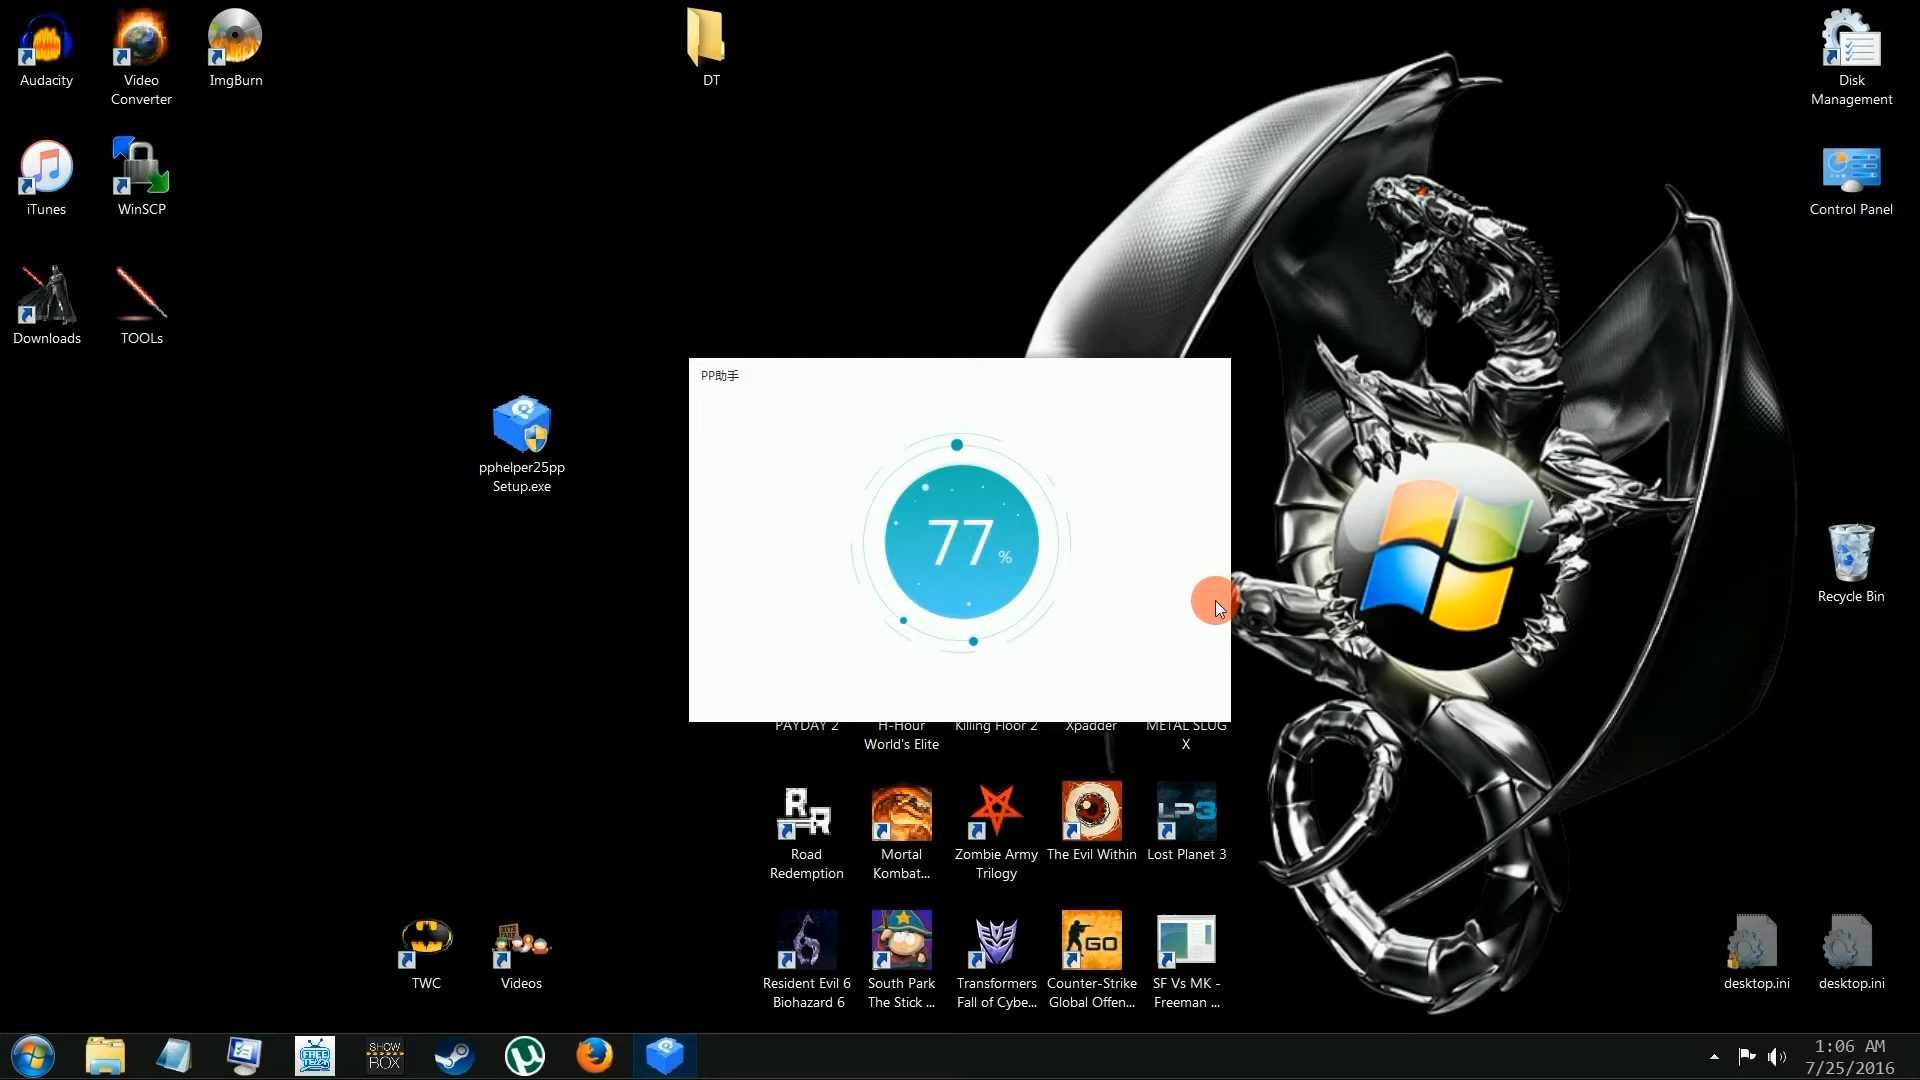 Audacity
Video
Converter
ImgBurn
DT
Disk
Management
iTunes
WinSCP
Control Panel
Downloads
TOOLs
PP助手
77 %
pphelper25pp
Setup.exe
Recycle Bin
PAYDAY 2
H-Hour
World's Elite
Killing Floor 2
Xpadder
METAL SLUG
X
Road
Redemption
Mortal
Kombat...
Zombie Army
Trilogy
The Evil Within
LP3
Lost Planet 3
TWC
Videos
Resident Evil 6
Biohazard 6
South Park
The Stick ...
Transformers
Fall of Cybe...
GO
Counter-Strike
Global Offen...
SF Vs MK -
Freeman ...
desktop.ini
desktop.ini
SHOW
BOX
1:06 AM
7/25/2016